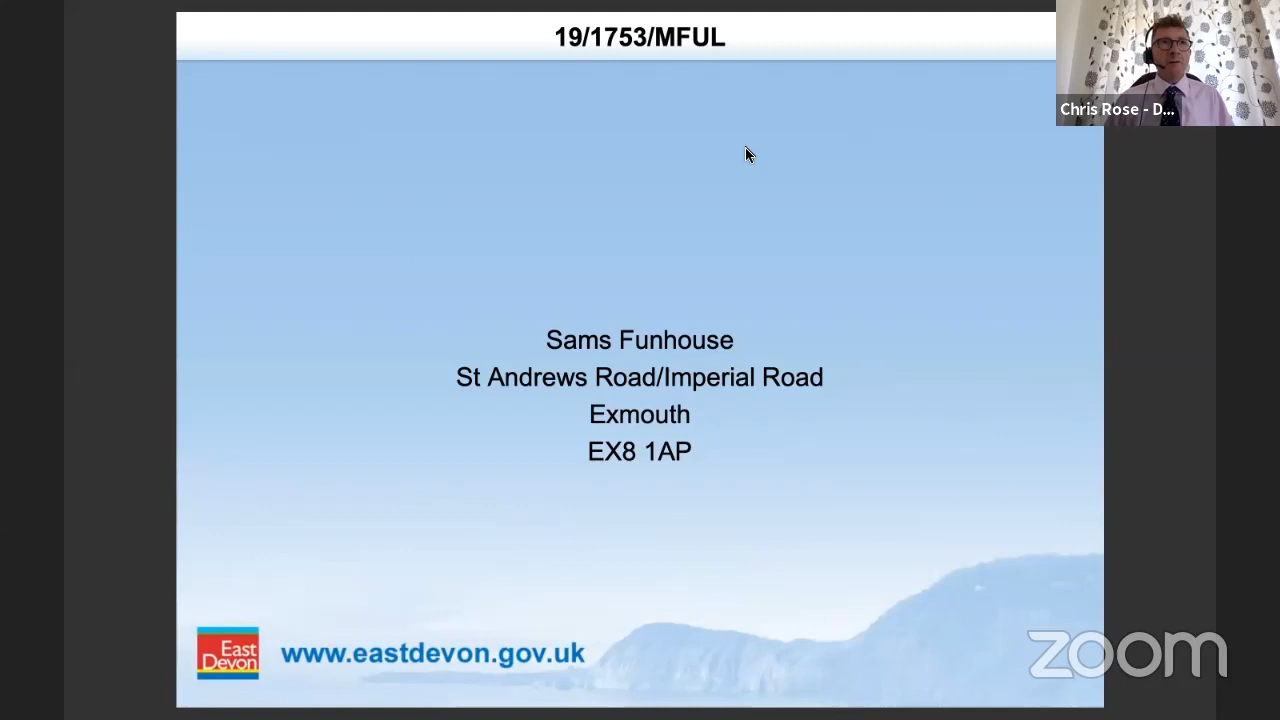 19/1753/MFUL
Chris Rose - D...
Sams Funhouse
St Andrews Road/Imperial Road
Exmouth
EX8 1AP
East
Devon
www.eastdevon.gov.uk
zoom